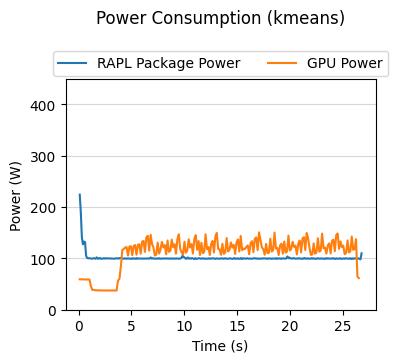 Power Consumption (kmeans)
RAPL Package Power
GPU Power
Power (W)
400
300
200
100
0
0
5
10
15
20
25
Time (s)